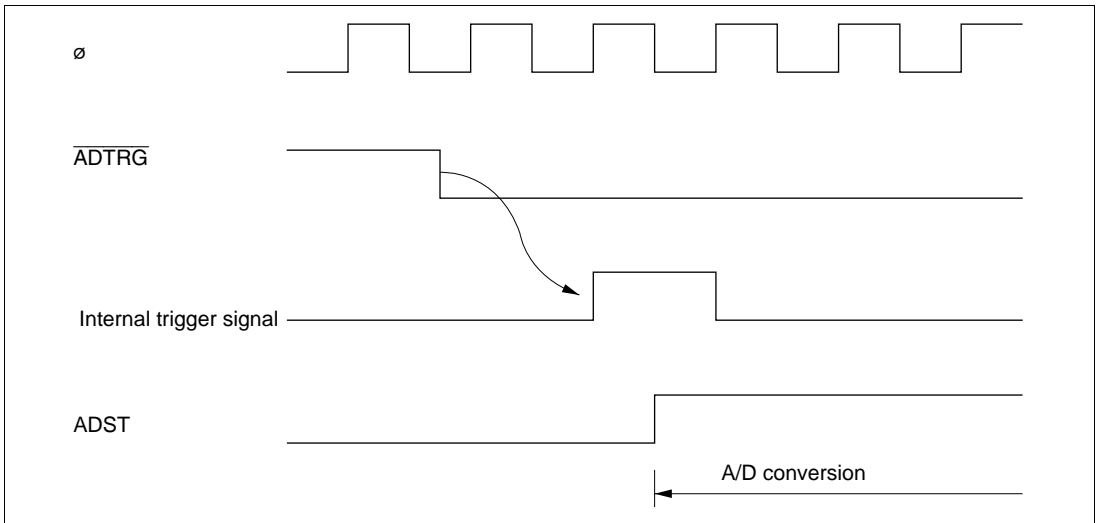 ø
ADTRG
Internal trigger signal
ADST
A/D conversion